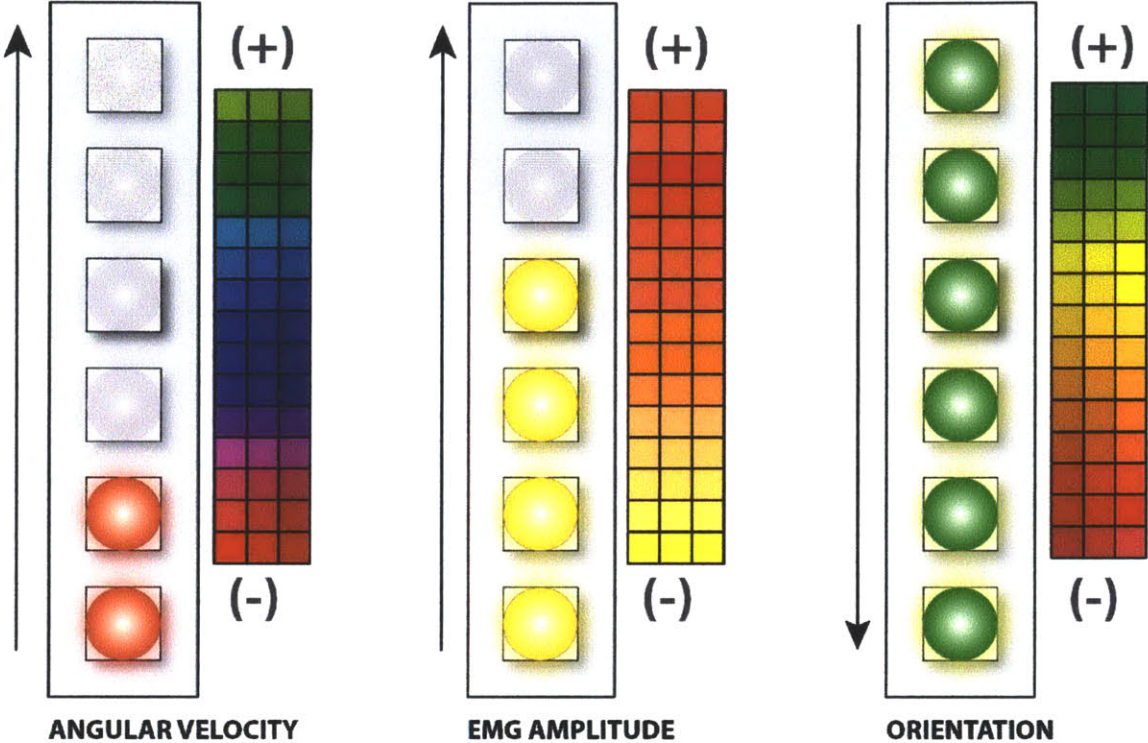 (+)
(-)
ANGULAR VELOCITY
(+)
(-)
EMG AMPLITUDE
(+)
(-)
ORIENTATION